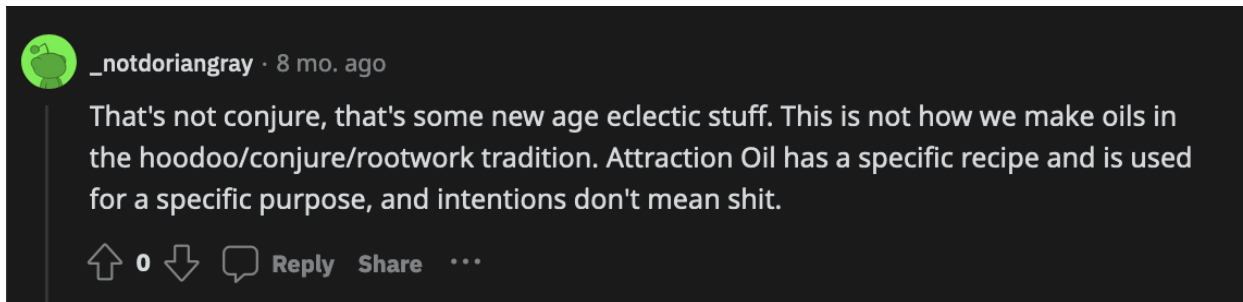 _notdoriangray · 8 mo. ago
That's not conjure, that's some new age eclectic stuff. This is not how we make oils in
the hoodoo/conjure/rootwork tradition. Attraction Oil has a specific recipe and is used
for a specific purpose, and intentions don't mean shit.
0 Reply Share ···